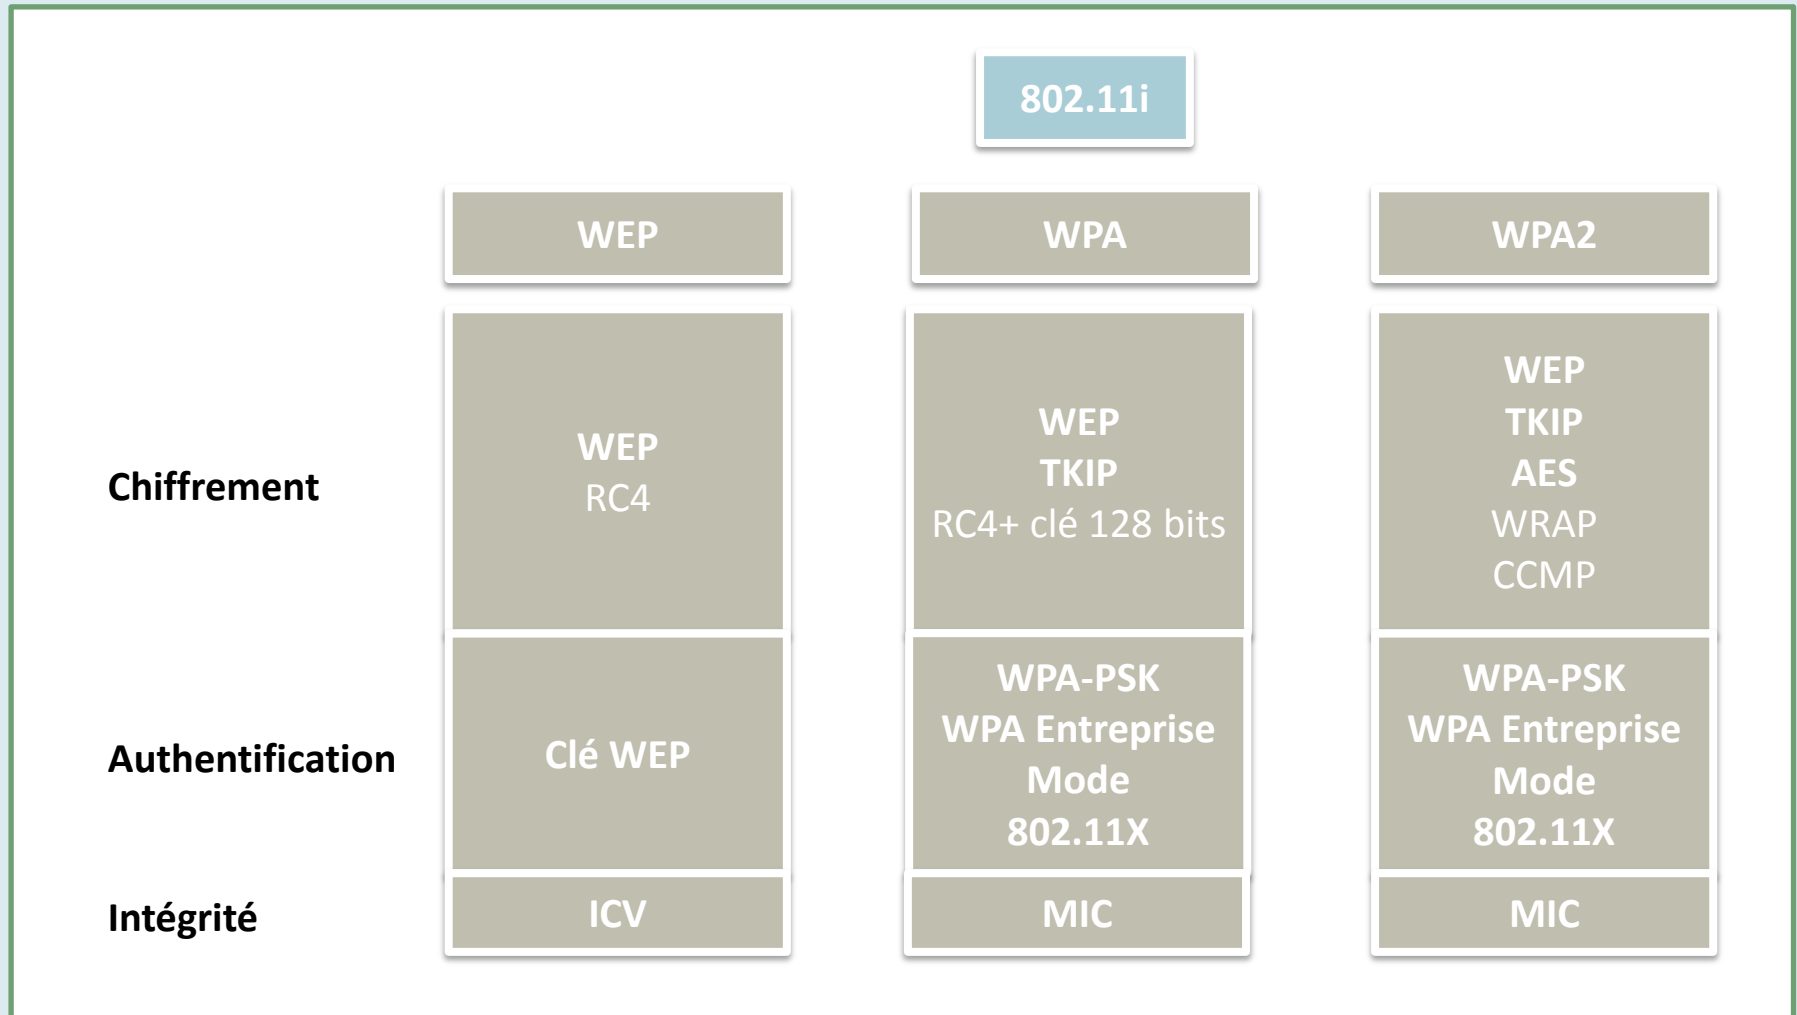 802.11i
WEP
WPA
WPA2
Chiffrement
WEP
RC4
WEP
TKIP
RC4+ clé 128 bits
WEP
TKIP
AES
WRAP
CCMP
Authentification
Clé WEP
WPA-PSK
WPA Entreprise
Mode
802.11X
WPA-PSK
WPA Entreprise
Mode
802.11X
Intégrité
ICV
MIC
MIC